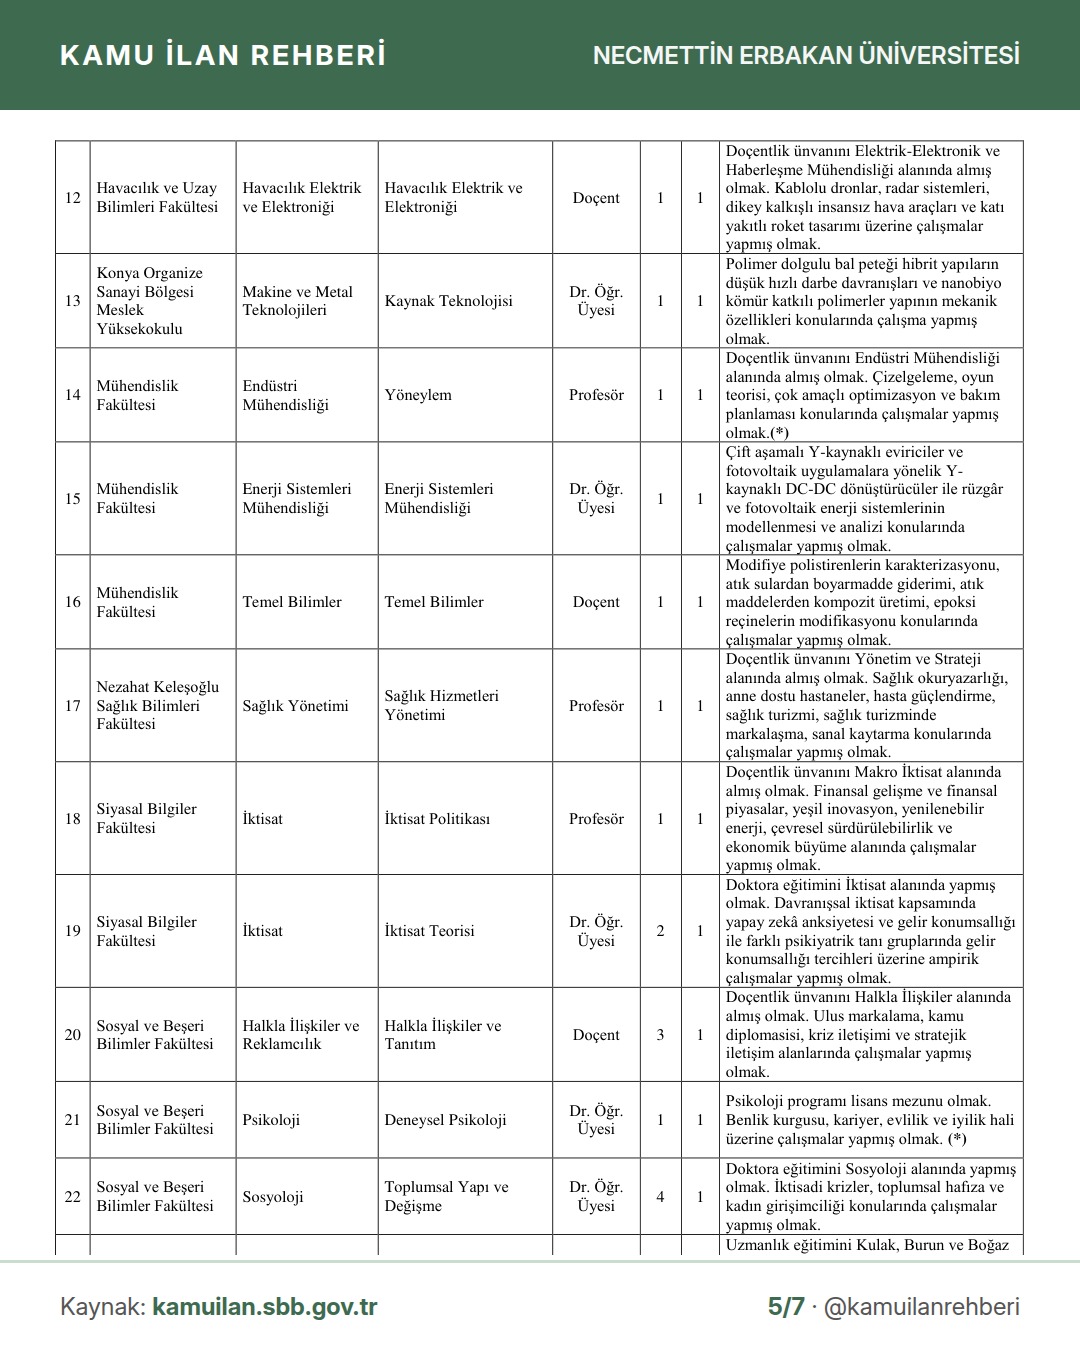 KAMU İLAN REHBERİ
NECMETTİN ERBAKAN ÜNİVERSİTESİ
12
Havacılık ve Uzay
Bilimleri Fakültesi
Havacılık Elektrik
ve Elektroniği
Havacılık Elektrik ve
Elektroniği
Doçent
1
1
Doçentlik ünvanını Elektrik-Elektronik ve
Haberleşme Mühendisliği alanında almış
olmak. Kablolu dronlar, radar sistemleri,
dikey kalkışlı insansız hava araçları ve katı
yakıtlı roket tasarımı üzerine çalışmalar
yapmış olmak.
13
Konya Organize
Sanayi Bölgesi
Meslek
Yüksekokulu
Makine ve Metal
Teknolojileri
Kaynak Teknolojisi
Dr. Öğr.
Üyesi
1
1
Polimer dolgulu bal peteği hibrit yapıların
düşük hızlı darbe davranışları ve nanobiyo
kömür katkılı polimerler yapının mekanik
özellikleri konularında çalışma yapmış
olmak.
14
Mühendislik
Fakültesi
Endüstri
Mühendisliği
Yöneylem
Profesör
1
1
Doçentlik ünvanını Endüstri Mühendisliği
alanında almış olmak. Çizelgeleme, oyun
teorisi, çok amaçlı optimizasyon ve bakım
planlaması konularında çalışmalar yapmış
olmak.(*)
15
Mühendislik
Fakültesi
Enerji Sistemleri
Mühendisliği
Enerji Sistemleri
Mühendisliği
Dr. Öğr.
Üyesi
1
1
Çift aşamalı Y-kaynaklı eviriciler ve
fotovoltaik uygulamalara yönelik Y-
kaynaklı DC-DC dönüştürücüler ile rüzgâr
ve fotovoltaik enerji sistemlerinin
modellenmesi ve analizi konularında
çalışmalar yapmış olmak.
16
Mühendislik
Fakültesi
Temel Bilimler
Temel Bilimler
Doçent
1
1
Modifiye polistirenlerin karakterizasyonu,
atık sulardan boyarmadde giderimi, atık
maddelerden kompozit üretimi, epoksi
reçinelerin modifikasyonu konularında
çalışmalar yapmış olmak.
17
Nezahat Keleşoğlu
Sağlık Bilimleri
Fakültesi
Sağlık Yönetimi
Sağlık Hizmetleri
Yönetimi
Profesör
1
1
Doçentlik ünvanını Yönetim ve Strateji
alanında almış olmak. Sağlık okuryazarlığı,
anne dostu hastaneler, hasta güçlendirme,
sağlık turizmi, sağlık turizminde
markalaşma, sanal kaytarma konularında
çalışmalar yapmış olmak.
18
Siyasal Bilgiler
Fakültesi
İktisat
İktisat Politikası
Profesör
1
1
Doçentlik ünvanını Makro İktisat alanında
almış olmak. Finansal gelişme ve finansal
piyasalar, yeşil inovasyon, yenilenebilir
enerji, çevresel sürdürülebilirlik ve
ekonomik büyüme alanında çalışmalar
yapmış olmak.
19
Siyasal Bilgiler
Fakültesi
İktisat
İktisat Teorisi
Dr. Öğr.
Üyesi
2
1
Doktora eğitimini İktisat alanında yapmış
olmak. Davranışsal iktisat kapsamında
yapay zekâ anksiyetesi ve gelir konumsallığı
ile farklı psikiyatrik tanı gruplarında gelir
konumsallığı tercihleri üzerine ampirik
çalışmalar yapmış olmak.
20
Sosyal ve Beşeri
Bilimler Fakültesi
Halkla İlişkiler ve
Reklamcılık
Halkla İlişkiler ve
Tanıtım
Doçent
3
1
Doçentlik ünvanını Halkla İlişkiler alanında
almış olmak. Ulus markalama, kamu
diplomasisi, kriz iletişimi ve stratejik
iletişim alanlarında çalışmalar yapmış
olmak.
21
Sosyal ve Beşeri
Bilimler Fakültesi
Psikoloji
Deneysel Psikoloji
Dr. Öğr.
Üyesi
1
1
Psikoloji programı lisans mezunu olmak.
Benlik kurgusu, kariyer, evlilik ve iyilik hali
üzerine çalışmalar yapmış olmak. (*)
22
Sosyal ve Beşeri
Bilimler Fakültesi
Sosyoloji
Toplumsal Yapı ve
Değişme
Dr. Öğr.
Üyesi
4
1
Doktora eğitimini Sosyoloji alanında yapmış
olmak. İktisadi krizler, toplumsal hafıza ve
kadın girişimciliği konularında çalışmalar
yapmış olmak.
Uzmanlık eğitimini Kulak, Burun ve Boğaz
Kaynak: kamuilan.sbb.gov.tr
5/7 · @kamuilanrehberi